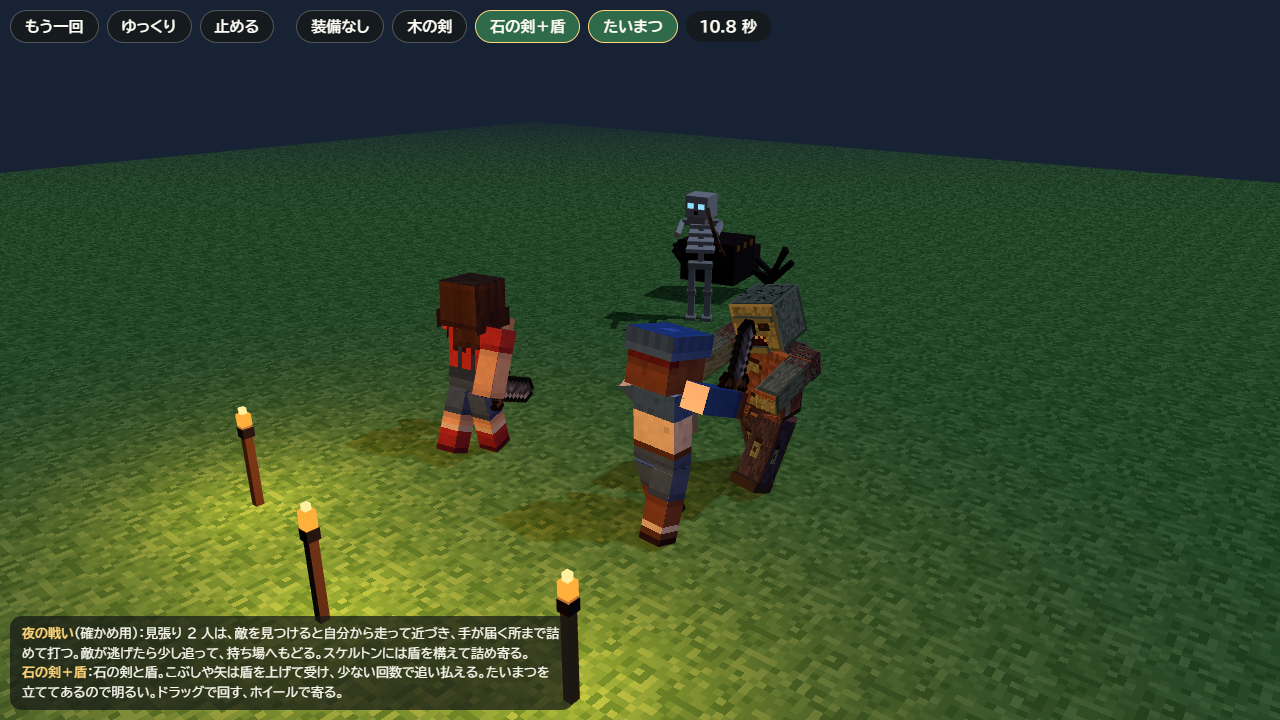 もう一回 ゆっくり 止める 装備なし 木の剣 石の剣＋盾 たいまつ 10.8 秒
夜の戦い（確かめ用）：見張り 2 人は、敵を見つけると自分から走って近づき、手が届く所まで詰
めて打つ。敵が逃げたら少し追って、持ち場へもどる。スケルトンには盾を構えて詰め寄る。
石の剣＋盾：石の剣と盾。こぶしや矢は盾を上げて受け、少ない回数で追い払える。たいまつを
立ててあるので明るい。ドラッグで回す、ホイールで寄る。